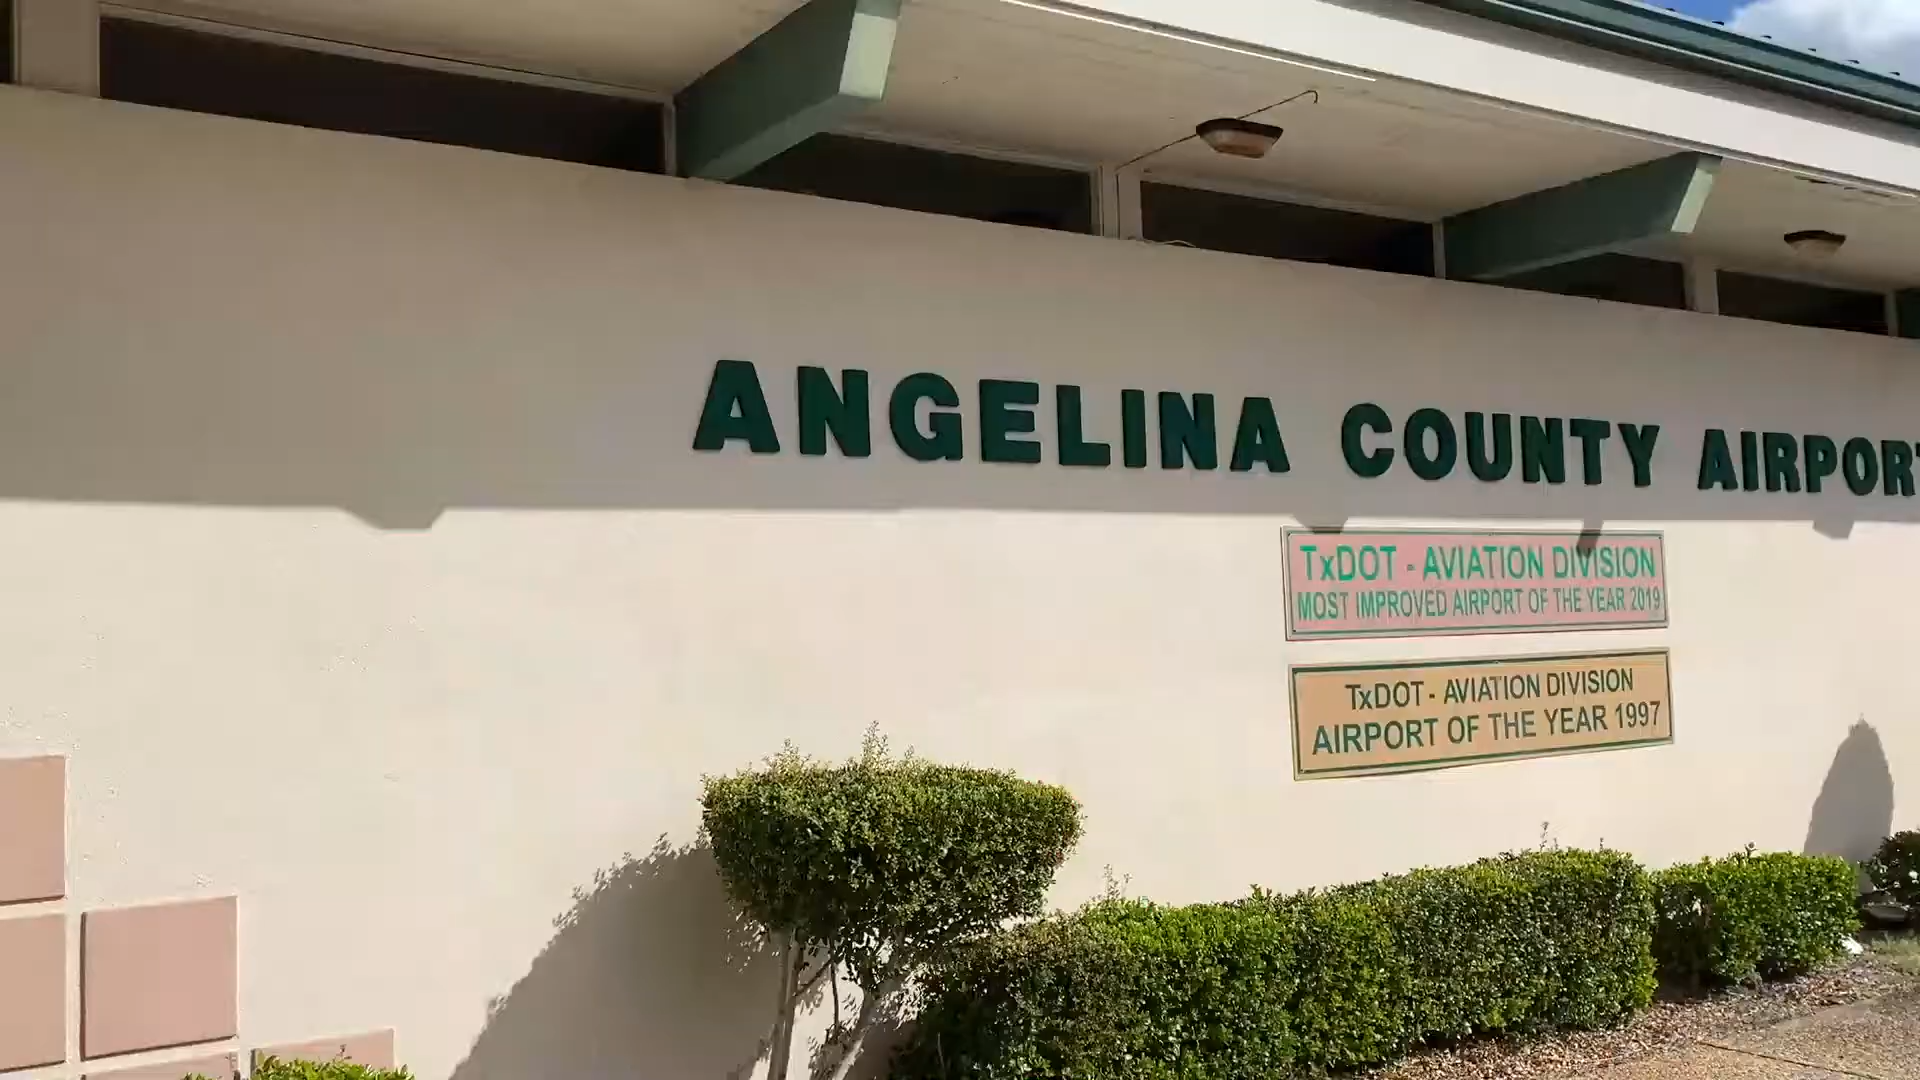 ANGELINA COUNTY AIRPORT
TxDOT - AVIATION DIVISION
MOST IMPROVED AIRPORT OF THE YEAR 2019
TxDOT - AVIATION DIVISION
AIRPORT OF THE YEAR 1997